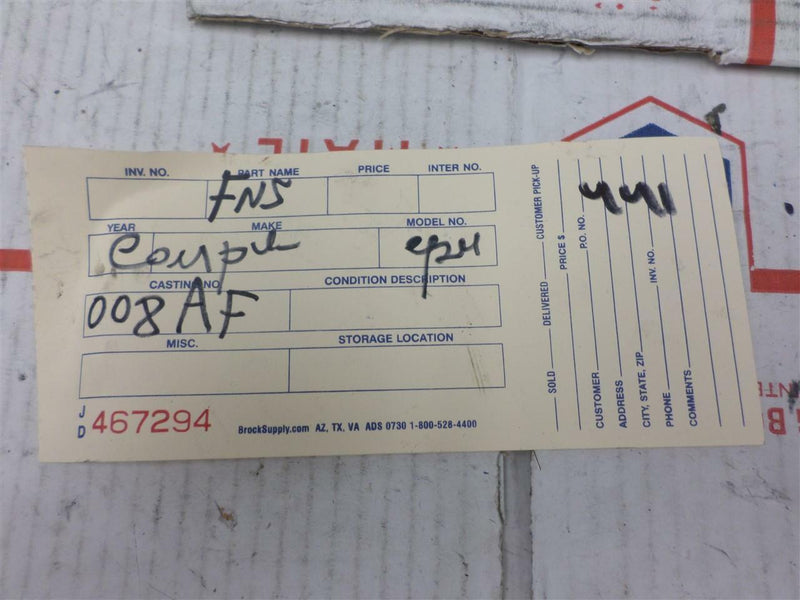 INV. NO. PART NAME PRICE INTER NO.
FNS
YEAR MAKE MODEL NO.
CASTING NO. CONDITION DESCRIPTION
008AF
MISC. STORAGE LOCATION
JD 467294
BrockSupply.com AZ, TX, VA ADS 0730 1-800-528-4400
SOLD DELIVERED CUSTOMER PICK-UP
PRICE $
P.O. NO. 441
CUSTOMER
ADDRESS
CITY, STATE, ZIP INV. NO.
PHONE
COMMENTS